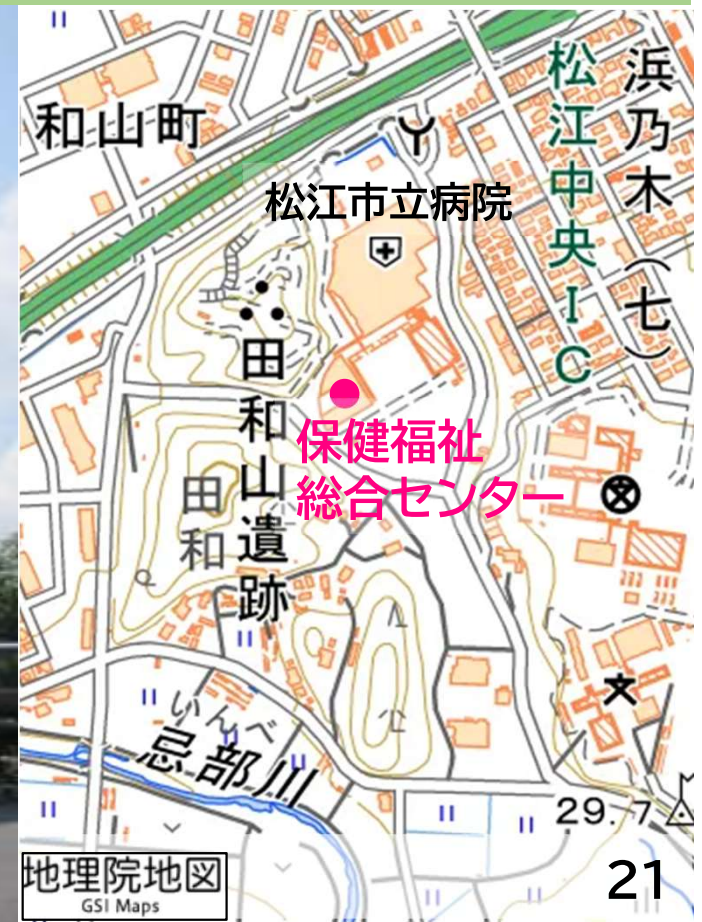 和山町
松江市立病院
松江中央IC
浜乃木(七)
田和山遺跡
田和
保健福祉
総合センター
いんべ
忌部川
29.7
地理院地図
GSI Maps
21